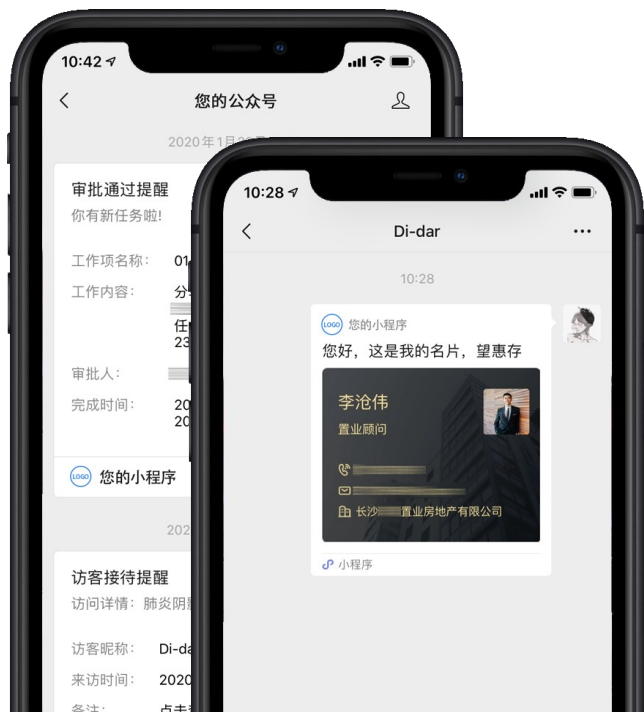 10:42
您的公众号
2020年1月
审批通过提醒
你有新任务啦!
工作项名称： 01
工作内容： 分
任
23
审批人：
完成时间： 20
20
LOGO 您的小程序
202
访客接待提醒
访问详情：肺炎阴
访客昵称： Di-da
来访时间： 2020
备注：
10:28
Di-dar
10:28
LOGO 您的小程序
您好，这是我的名片，望惠存
李沧伟
置业顾问
长沙 置业房地产有限公司
小程序